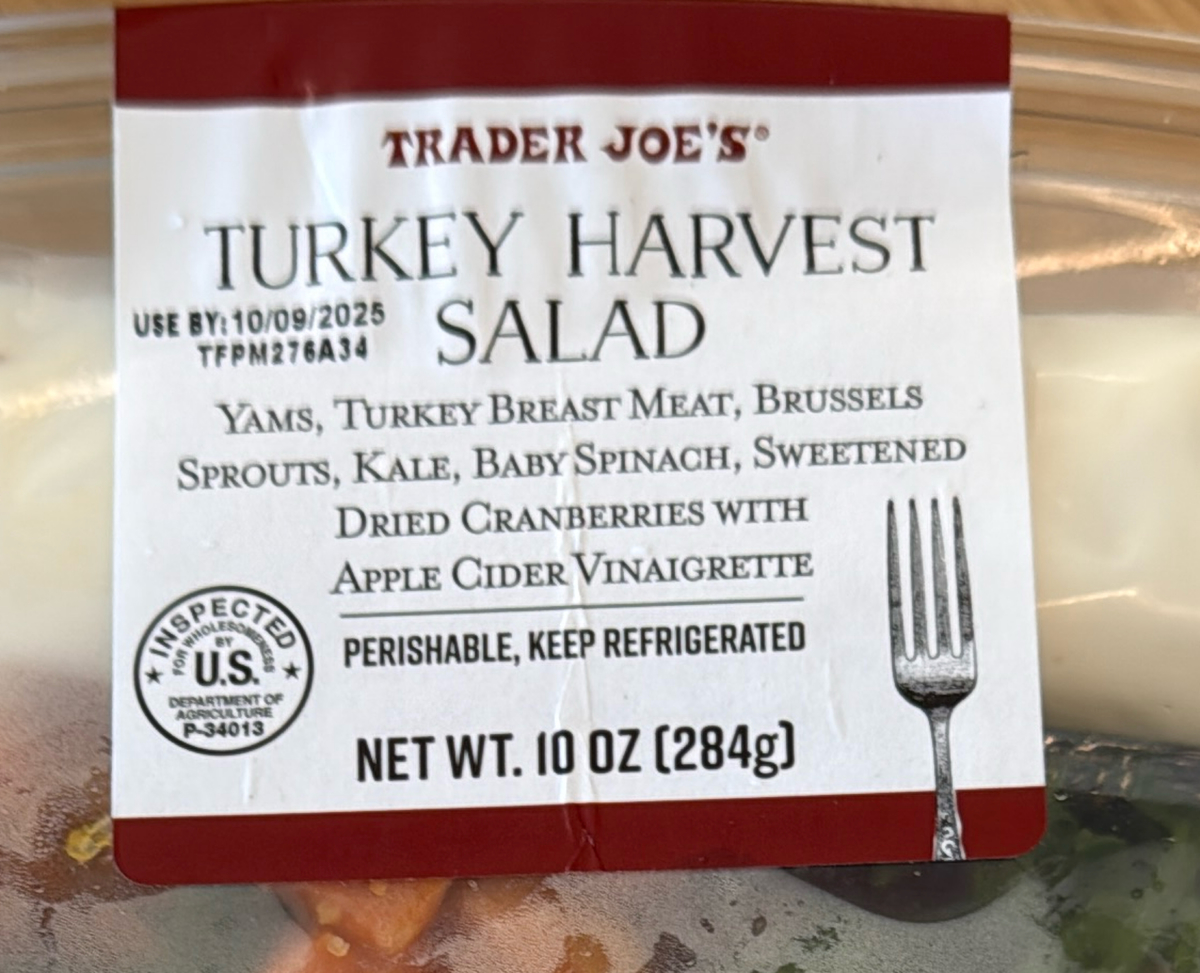 TRADER JOE'S®
TURKEY HARVEST
SALAD
USE BY: 10/09/2025
TFPM276A34
YAMS, TURKEY BREAST MEAT, BRUSSELS
SPROUTS, KALE, BABY SPINACH, SWEETENED
DRIED CRANBERRIES WITH
APPLE CIDER VINAIGRETTE
PERISHABLE, KEEP REFRIGERATED
INSPECTED
FOR WHOLESOMENESS
BY
U.S.
DEPARTMENT OF
AGRICULTURE
P-34013
NET WT. 10 OZ (284g)